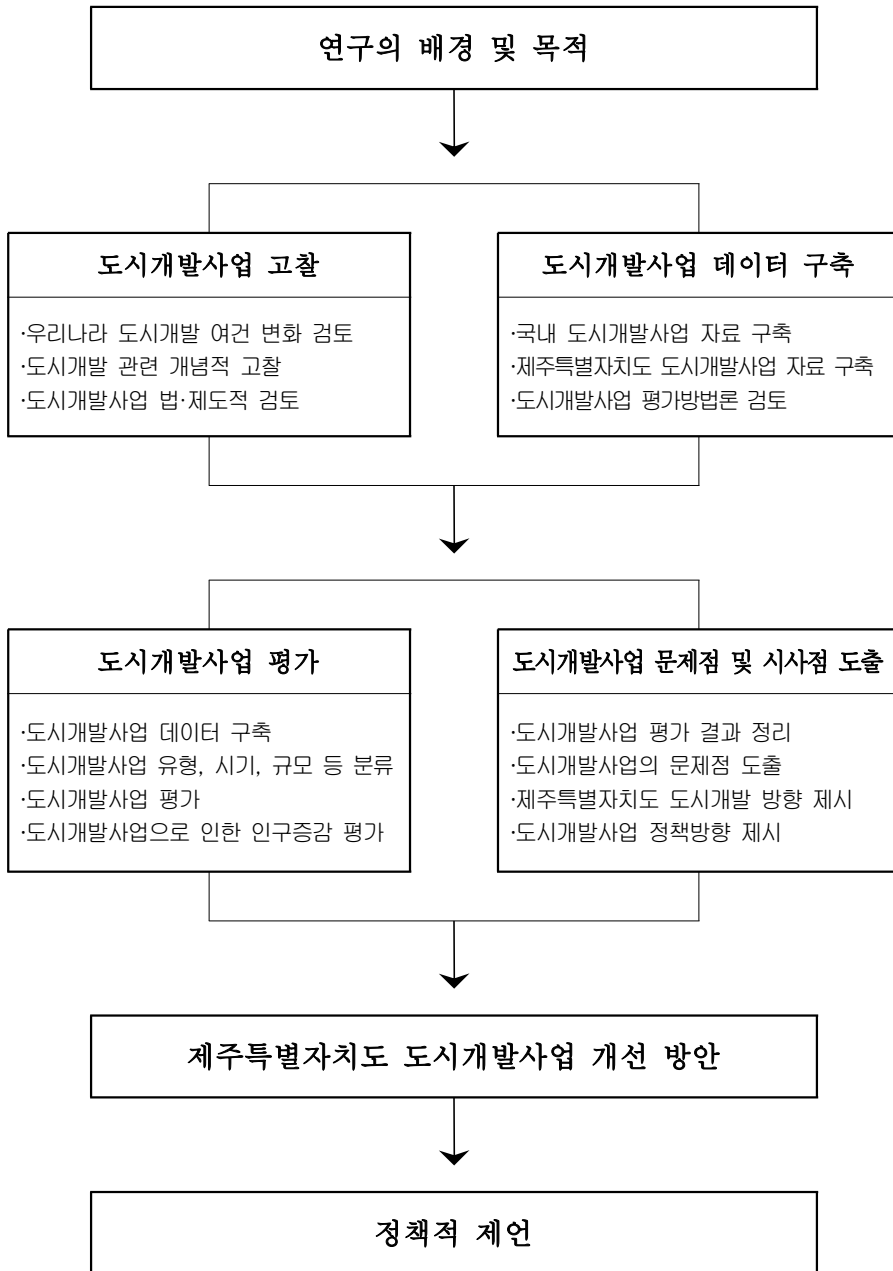 연구의 배경 및 목적
도시개발사업 고찰
·우리나라 도시개발 여건 변화 검토
·도시개발 관련 개념적 고찰
·도시개발사업 법·제도적 검토
도시개발사업 데이터 구축
·국내 도시개발사업 자료 구축
·제주특별자치도 도시개발사업 자료 구축
·도시개발사업 평가방법론 검토
도시개발사업 평가
·도시개발사업 데이터 구축
·도시개발사업 유형, 시기, 규모 등 분류
·도시개발사업 평가
·도시개발사업으로 인한 인구증감 평가
도시개발사업 문제점 및 시사점 도출
·도시개발사업 평가 결과 정리
·도시개발사업의 문제점 도출
·제주특별자치도 도시개발 방향 제시
·도시개발사업 정책방향 제시
제주특별자치도 도시개발사업 개선 방안
정책적 제언